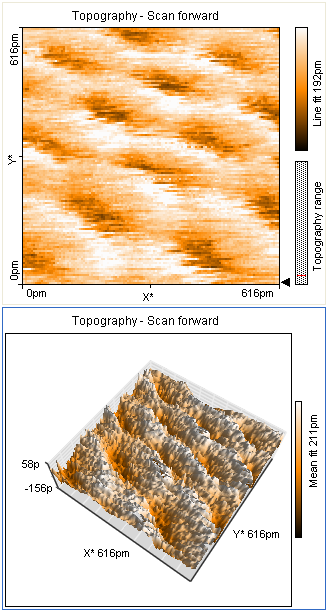 Topography - Scan forward
616pm
Y*
0pm
0pm
X*
616pm
Line fit 192pm
Topography range
Topography - Scan forward
58p
-156p
X* 616pm
Y* 616pm
Mean fit 211pm